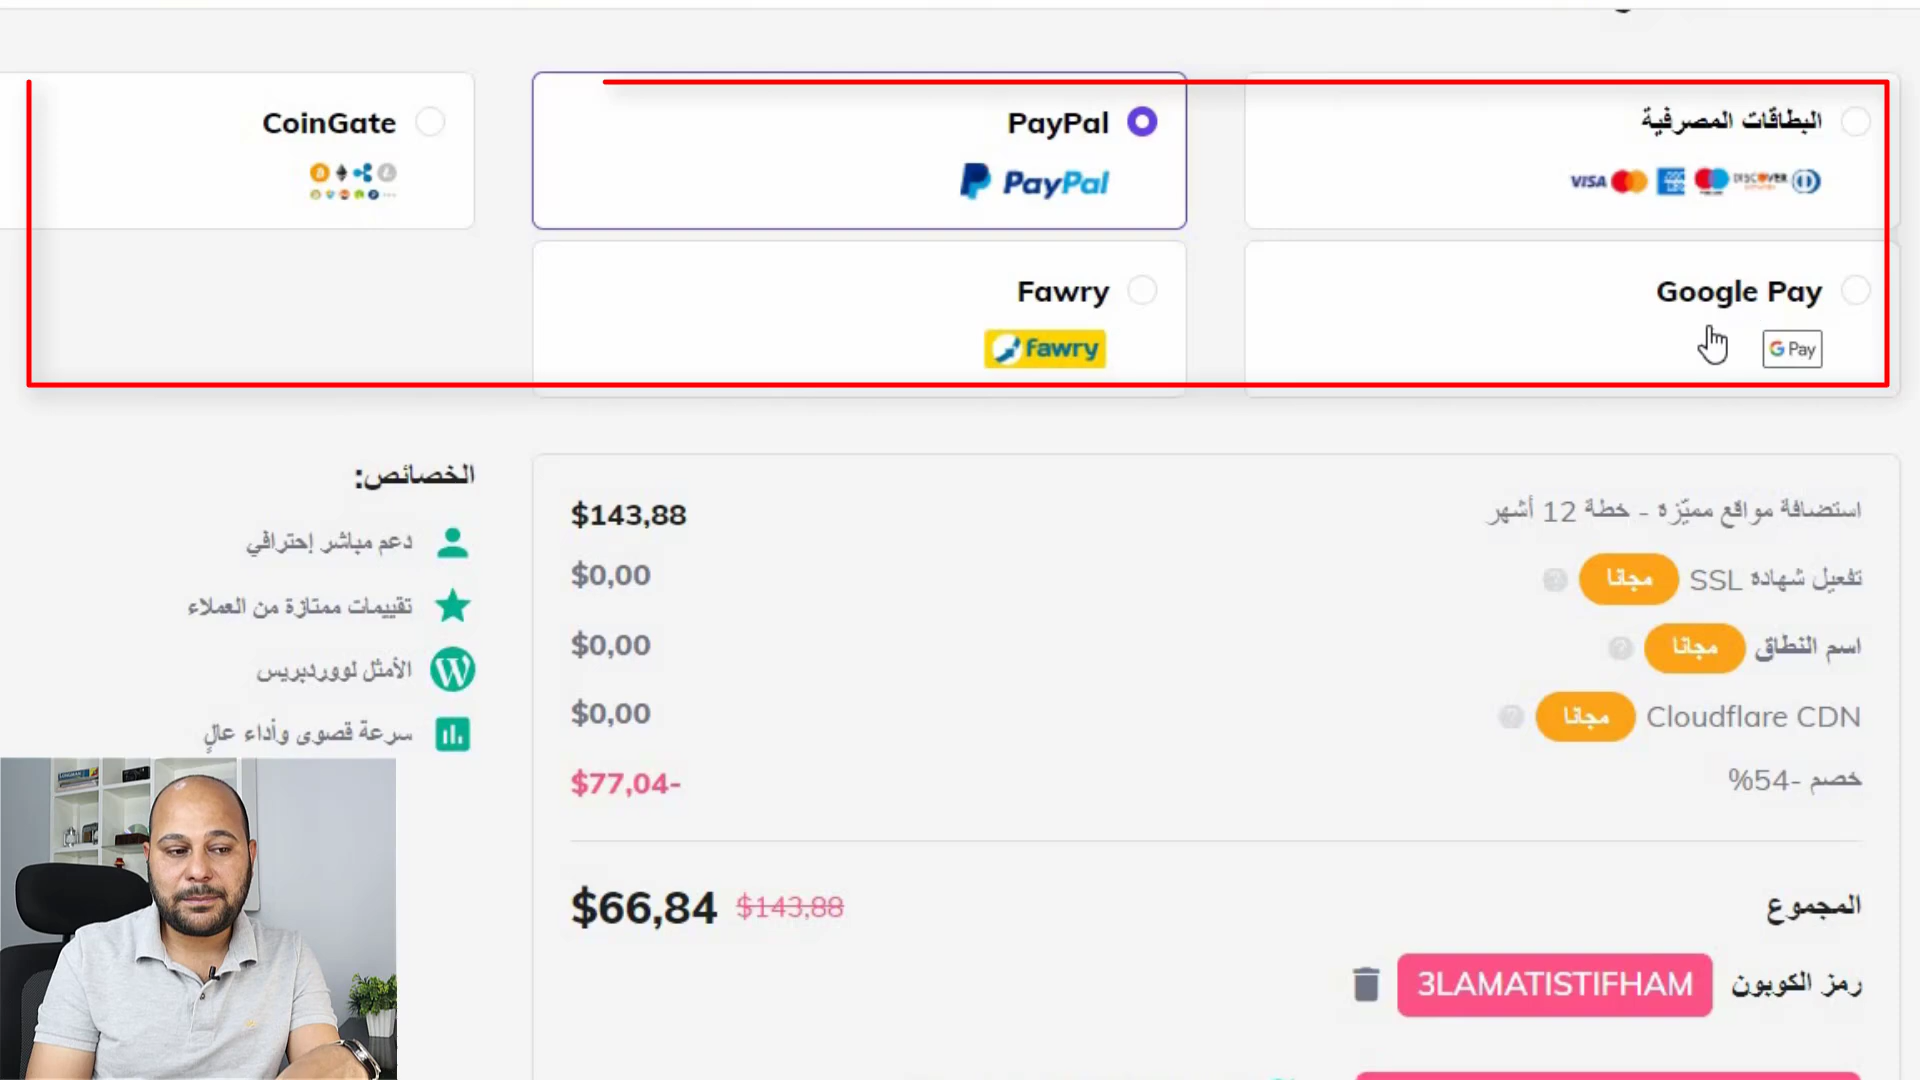 البطاقات المصرفية
VISA DISCOVER
PayPal
PayPal
CoinGate
Google Pay
G Pay
Fawry
fawry
استضافة مواقع مميّزه - خطة 12 أشهر $143,88
تفعيل شهاده SSL مجانا $0,00
اسم النطاق مجانا $0,00
Cloudflare CDN مجانا $0,00
خصم -54% $77,04-
المجموع $66,84 $143,88
رمز الكوبون 3LAMATISTIFHAM
الخصائص:
دعم مباشر إحترافي
تقييمات ممتازة من العملاء
الأمثل لووردبريس
سرعة قصوى وأداء عالٍ